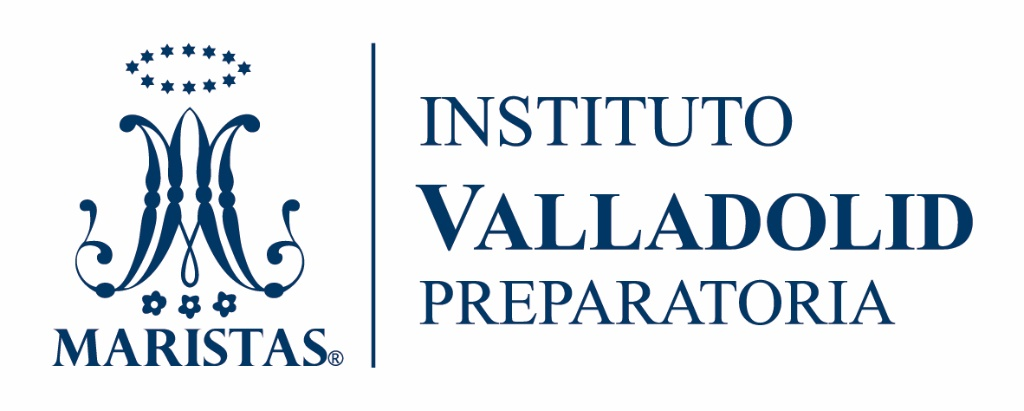 MARISTAS®
INSTITUTO
VALLADOLID
PREPARATORIA